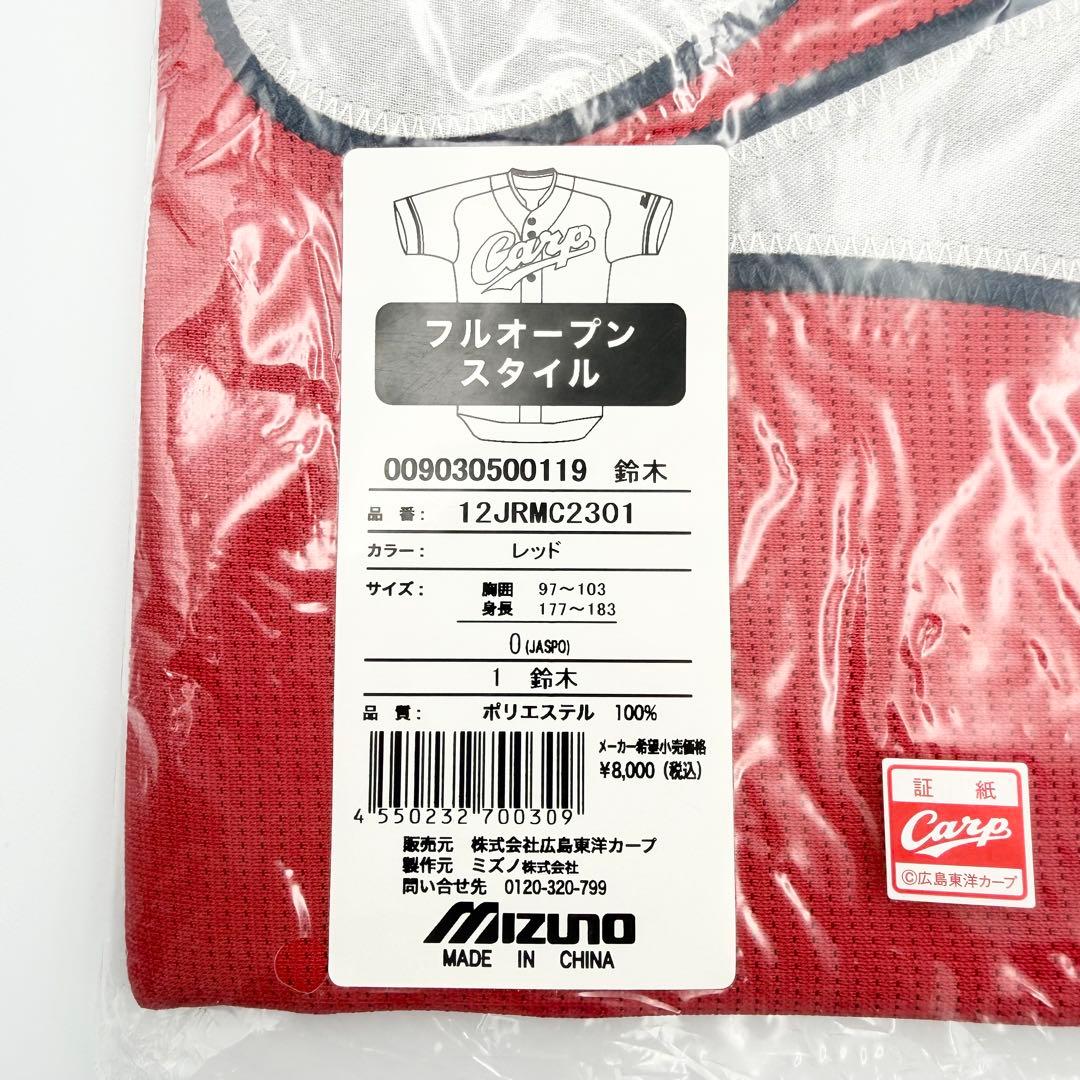 Carp
フルオープン
スタイル
009030500119 鈴木
品 番: 12JRMC2301
カラー: レッド
サイズ: 胸囲 97～103
身長 177～183
O(JASPO)
1 鈴木
品 質: ポリエステル 100%
メーカー希望小売価格
¥8,000 (税込)
4 550232 700309
販売元 株式会社広島東洋カープ
製作元 ミズノ株式会社
問い合せ先 0120-320-799
MIZUNO
MADE IN CHINA
証 紙
Carp
©広島東洋カープ